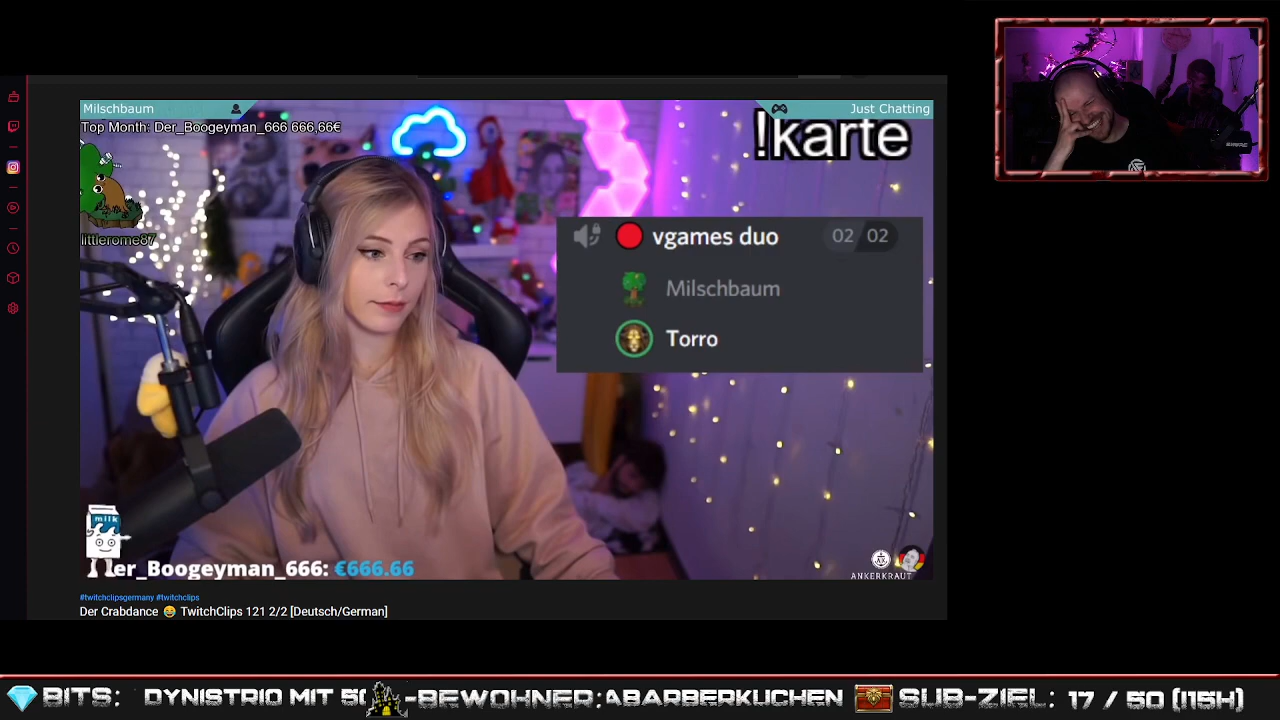 Milschbaum
Just Chatting
Top Month: Der_Boogeyman_666 666.66€
!karte
littlerome87
vgames duo 02 02
Milschbaum
Torro
milk
er_Boogeyman_666: €666.66
ANKERKRAUT
#twitchclipsgermany #twitchclips
Der Crabdance 😂 TwitchClips 121 2/2 [Deutsch/German]
BITS: DYNISTRIO MIT 50 -BEWOHNER: ABARBERKUCHEN SUB-ZIEL: 17 / 50 (115H)